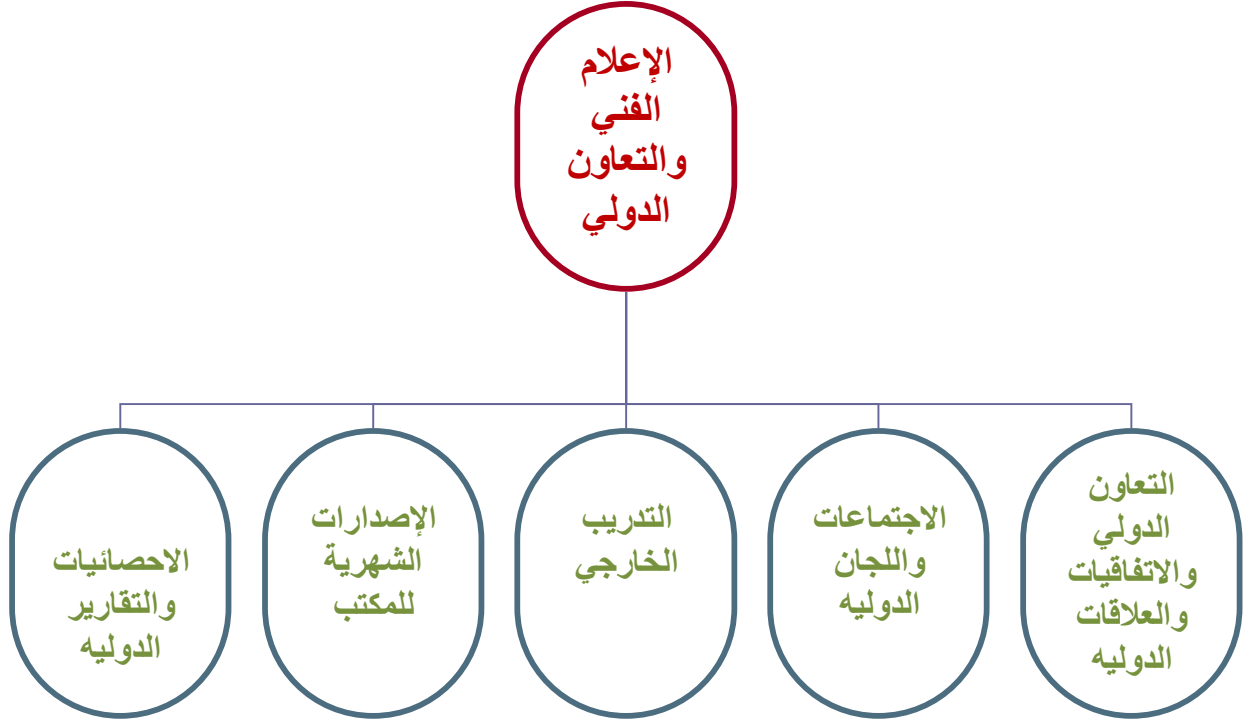 الإعلام
الفني
والتعاون
الدولي
التعاون
الدولي
والاتفاقيات
والعلاقات
الدوليه
الاجتماعات
واللجان
الدوليه
التدريب
الخارجي
الإصدارات
الشهرية
للمكتب
الاحصائيات
والتقارير
الدوليه